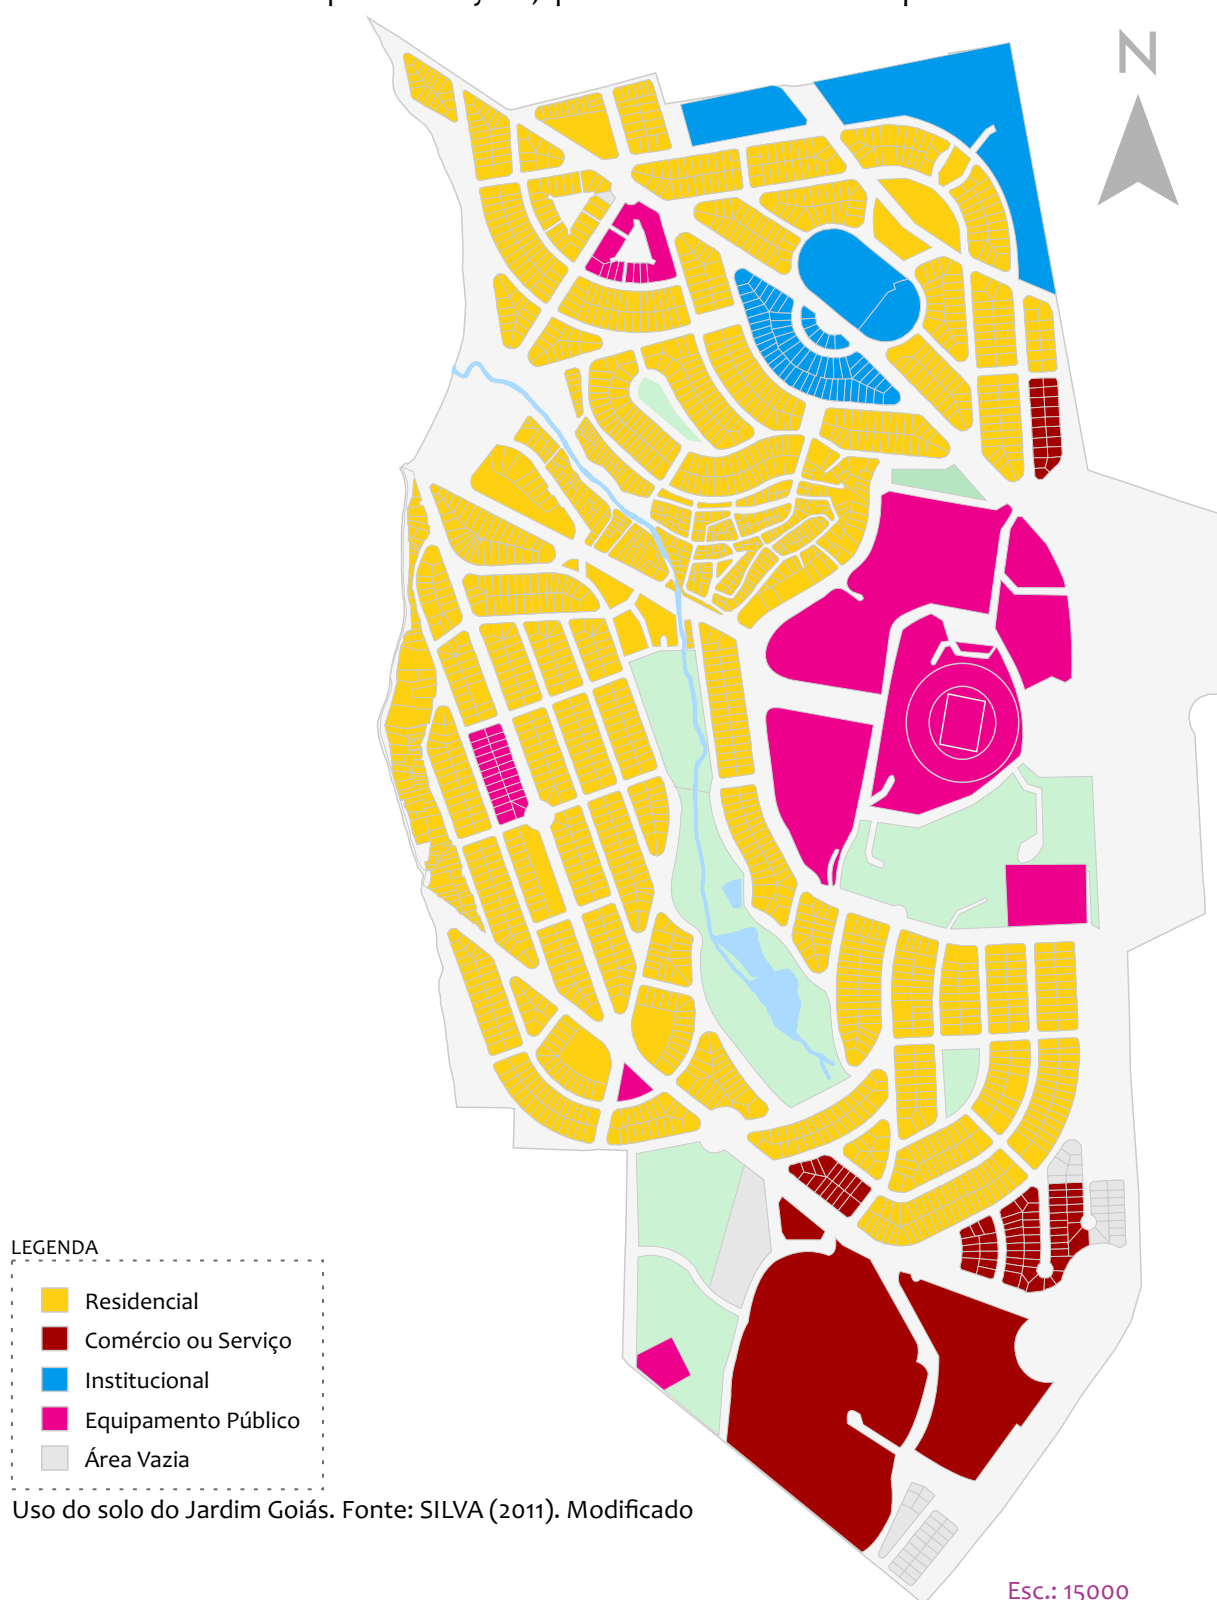 N
LEGENDA
Residencial
Comércio ou Serviço
Institucional
Equipamento Público
Área Vazia
Uso do solo do Jardim Goiás. Fonte: SILVA (2011). Modificado
Esc.: 15000